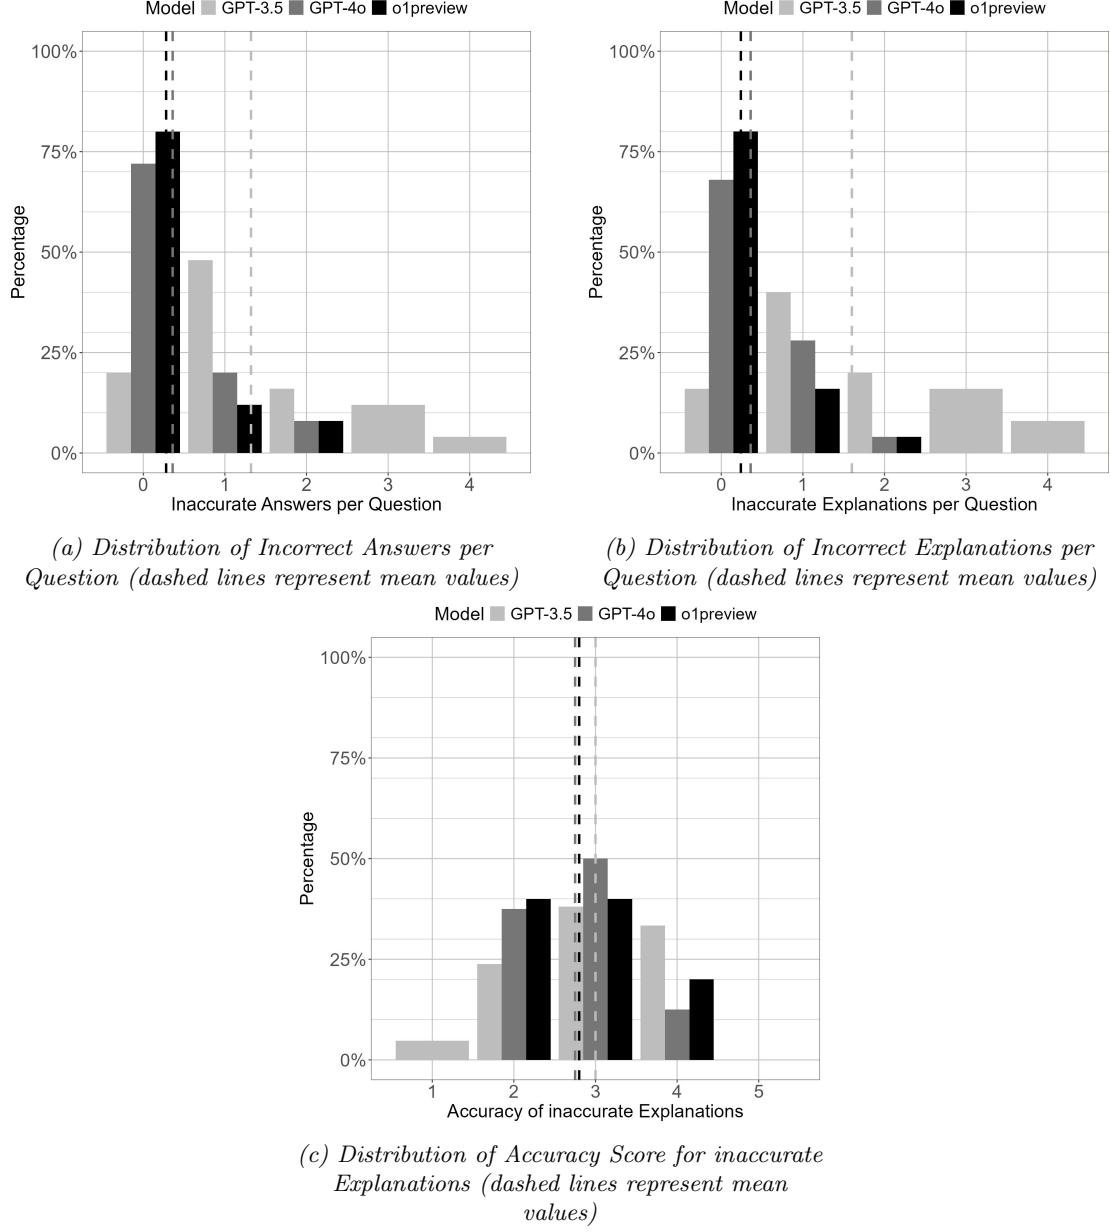 Model GPT-3.5 GPT-4o o1preview
100%
75%
50%
25%
0%
Percentage
0 1 2 3 4
Inaccurate Answers per Question
(a) Distribution of Incorrect Answers per
Question (dashed lines represent mean values)
Model GPT-3.5 GPT-4o o1preview
100%
75%
50%
25%
0%
Percentage
0 1 2 3 4
Inaccurate Explanations per Question
(b) Distribution of Incorrect Explanations per
Question (dashed lines represent mean values)
Model GPT-3.5 GPT-4o o1preview
100%
75%
50%
25%
0%
Percentage
1 2 3 4 5
Accuracy of inaccurate Explanations
(c) Distribution of Accuracy Score for inaccurate
Explanations (dashed lines represent mean
values)